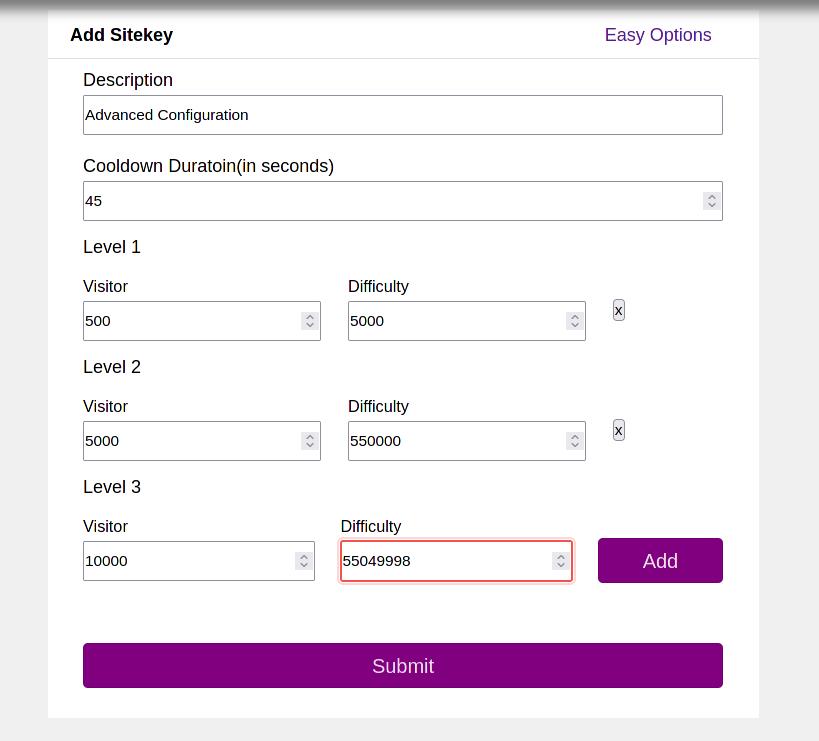 Add Sitekey
Easy Options
Description
Advanced Configuration
Cooldown Duratoin(in seconds)
45
Level 1
Visitor Difficulty
500 5000 x
Level 2
Visitor Difficulty
5000 550000 x
Level 3
Visitor Difficulty
10000 55049998 Add
Submit